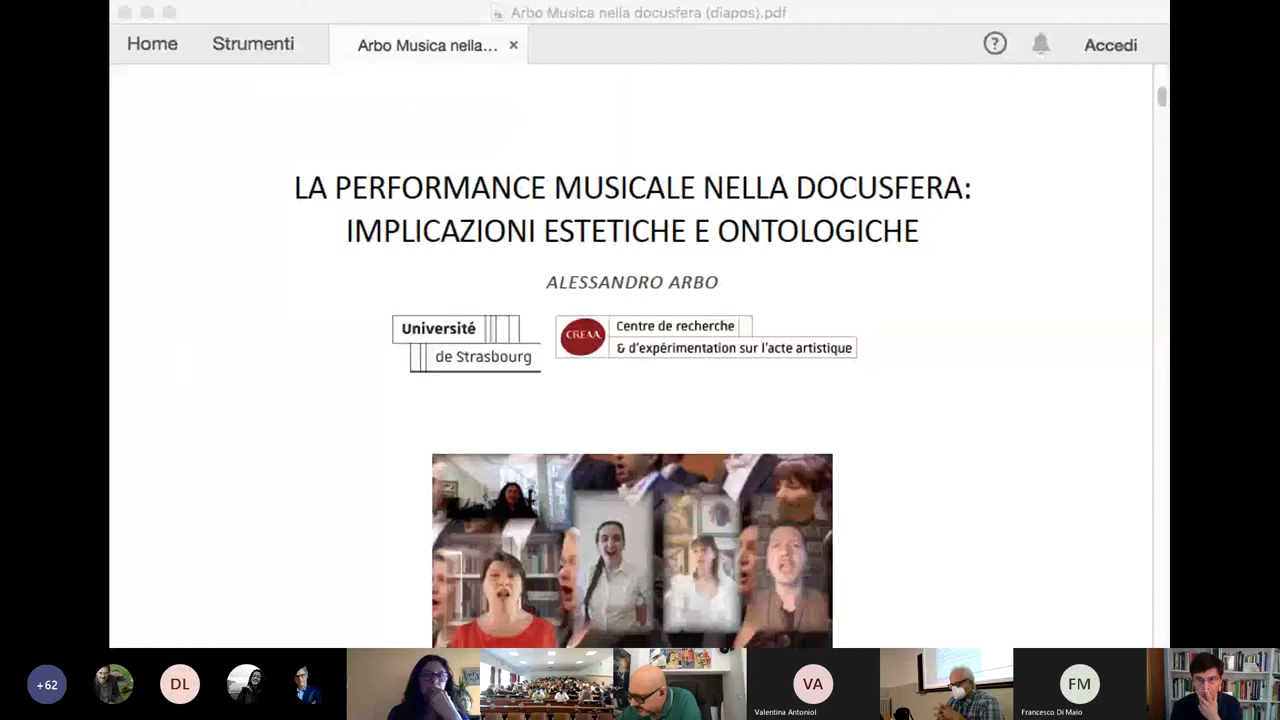 Arbo Musica nella docusfera (diapos).pdf
Home
Strumenti
Arbo Musica nella...
×
?
Accedi
LA PERFORMANCE MUSICALE NELLA DOCUSFERA:
IMPLICAZIONI ESTETICHE E ONTOLOGICHE
ALESSANDRO ARBO
Université
de Strasbourg
CREAA
Centre de recherche
& d'expérimentation sur l'acte artistique
+62
DL
VA
Valentina Antoniol
FM
Francesco Di Maio